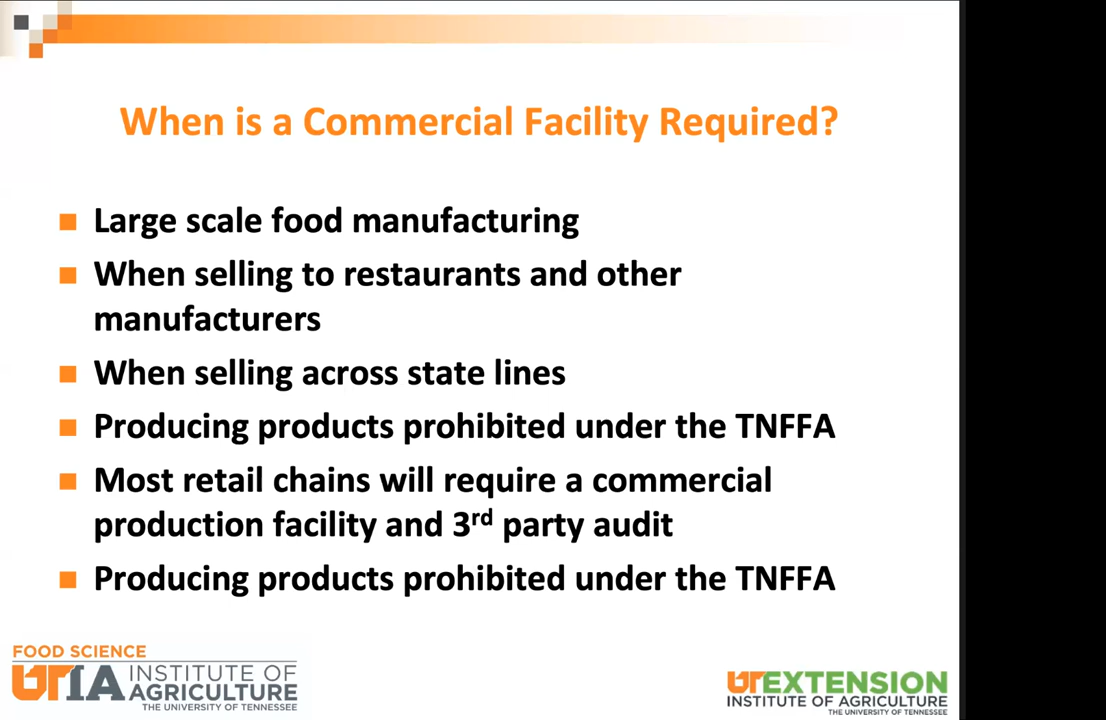 When is a Commercial Facility Required?
Large scale food manufacturing
When selling to restaurants and other
manufacturers
When selling across state lines
Producing products prohibited under the TNFFA
Most retail chains will require a commercial
production facility and 3rd party audit
Producing products prohibited under the TNFFA
FOOD SCIENCE
UTIA INSTITUTE OF
AGRICULTURE
THE UNIVERSITY OF TENNESSEE
UT EXTENSION
INSTITUTE OF AGRICULTURE
THE UNIVERSITY OF TENNESSEE